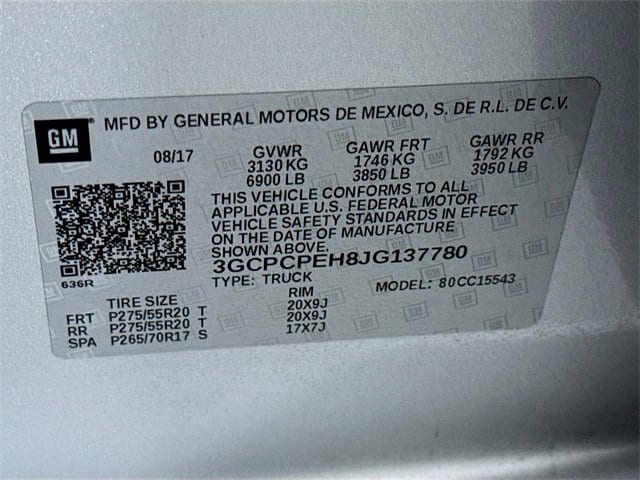 GM MFD BY GENERAL MOTORS DE MEXICO, S. DE R.L. DE C.V.
08/17 GVWR GAWR FRT GAWR RR
3130 KG 1746 KG 1792 KG
6900 LB 3850 LB 3950 LB
THIS VEHICLE CONFORMS TO ALL
APPLICABLE U.S. FEDERAL MOTOR
VEHICLE SAFETY STANDARDS IN EFFECT
ON THE DATE OF MANUFACTURE
SHOWN ABOVE.
3GCPCPEH8JG137780
636R TYPE: TRUCK MODEL: 80CC15543
TIRE SIZE RIM
FRT P275/55R20 T 20X9J
RR P275/55R20 T 20X9J
SPA P265/70R17 S 17X7J